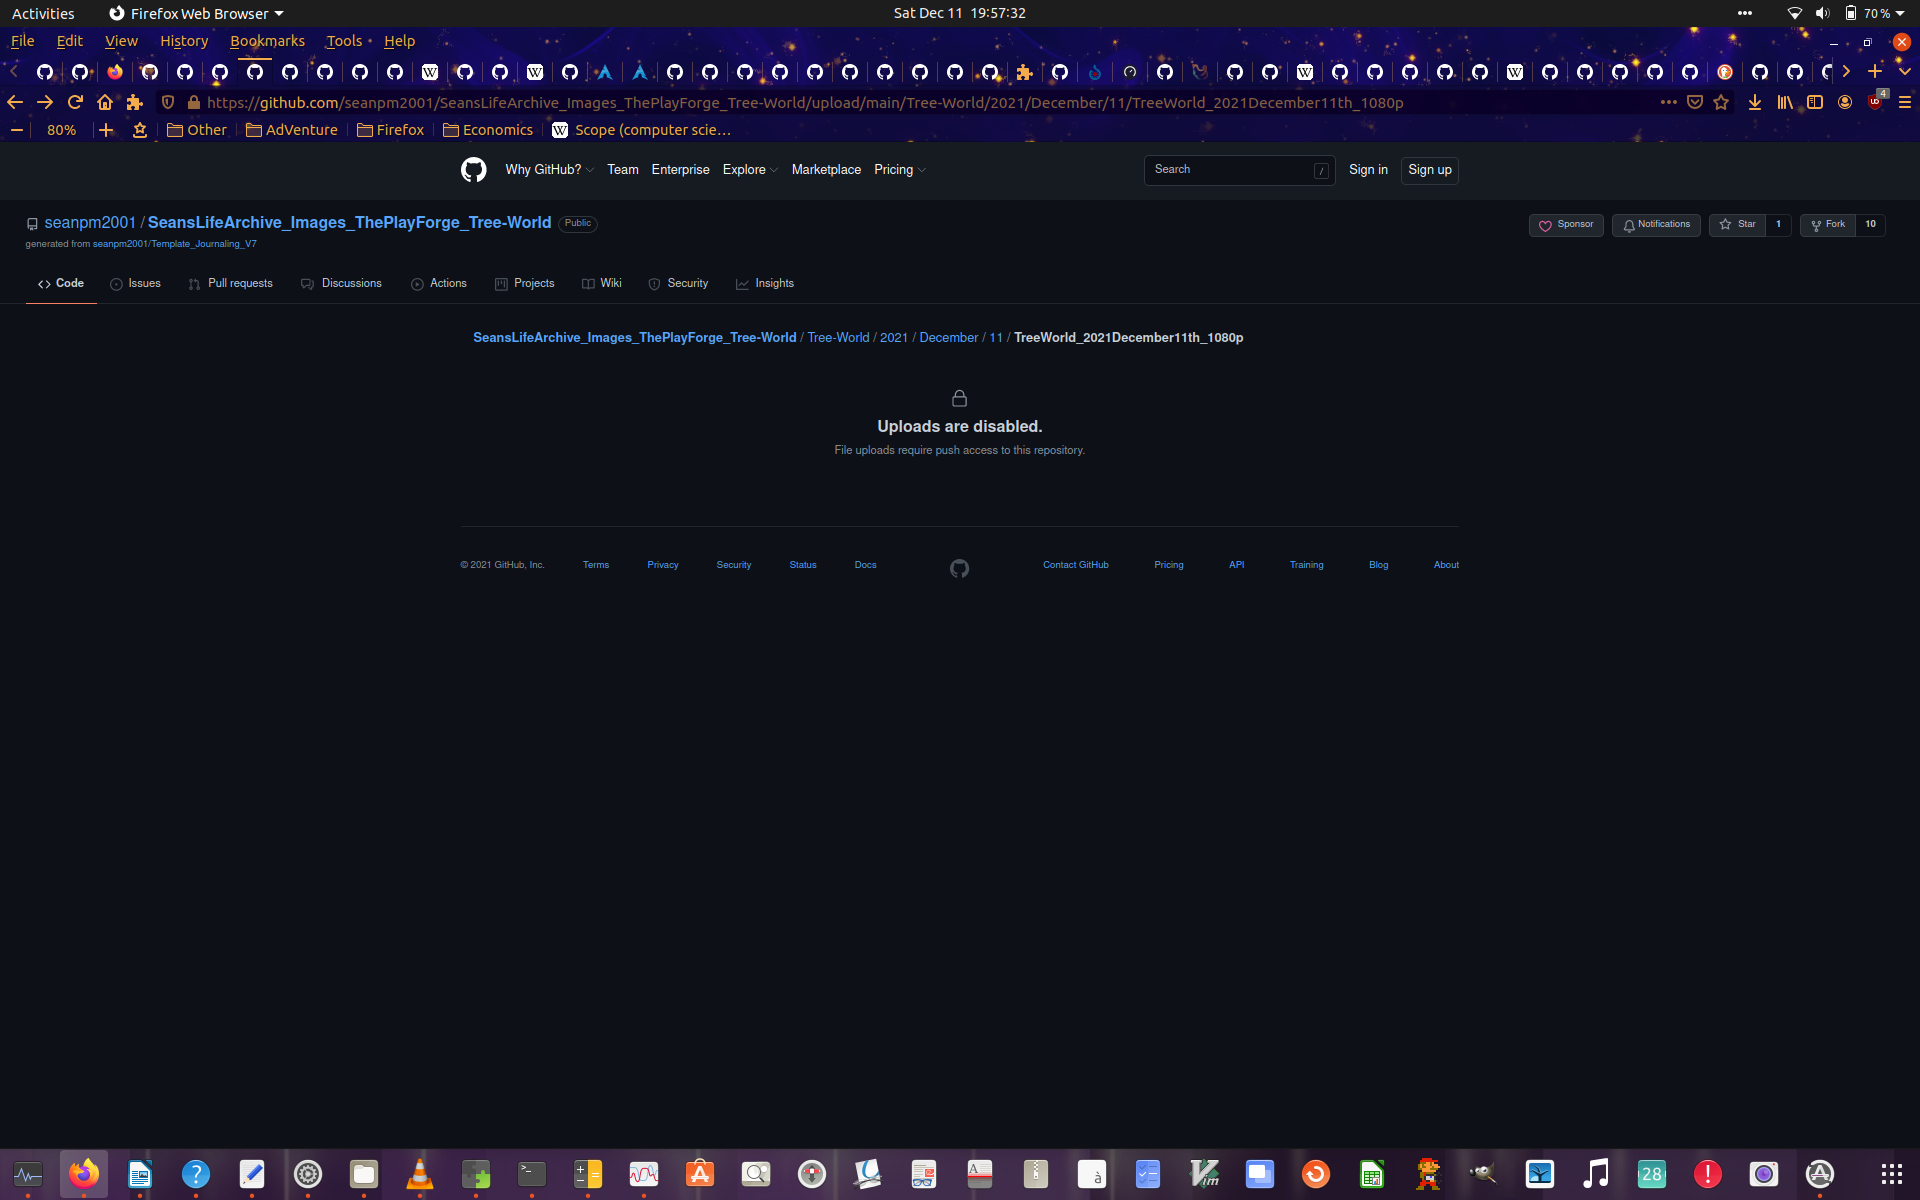 Activities Firefox Web Browser Sat Dec 11 19:57:32 70 %
File Edit View History Bookmarks Tools Help
https://github.com/seanpm2001/SeansLifeArchive_Images_ThePlayForge_Tree-World/upload/main/Tree-World/2021/December/11/TreeWorld_2021December11th_1080p 4
80% Other AdVenture Firefox Economics W Scope (computer scie…
Why GitHub? Team Enterprise Explore Marketplace Pricing Search / Sign in Sign up
seanpm2001 / SeansLifeArchive_Images_ThePlayForge_Tree-World Public Sponsor Notifications Star 1 Fork 10
generated from seanpm2001/Template_Journaling_V7
Code Issues Pull requests Discussions Actions Projects Wiki Security Insights
SeansLifeArchive_Images_ThePlayForge_Tree-World / Tree-World / 2021 / December / 11 / TreeWorld_2021December11th_1080p
Uploads are disabled.
File uploads require push access to this repository.
© 2021 GitHub, Inc. Terms Privacy Security Status Docs Contact GitHub Pricing API Training Blog About
28